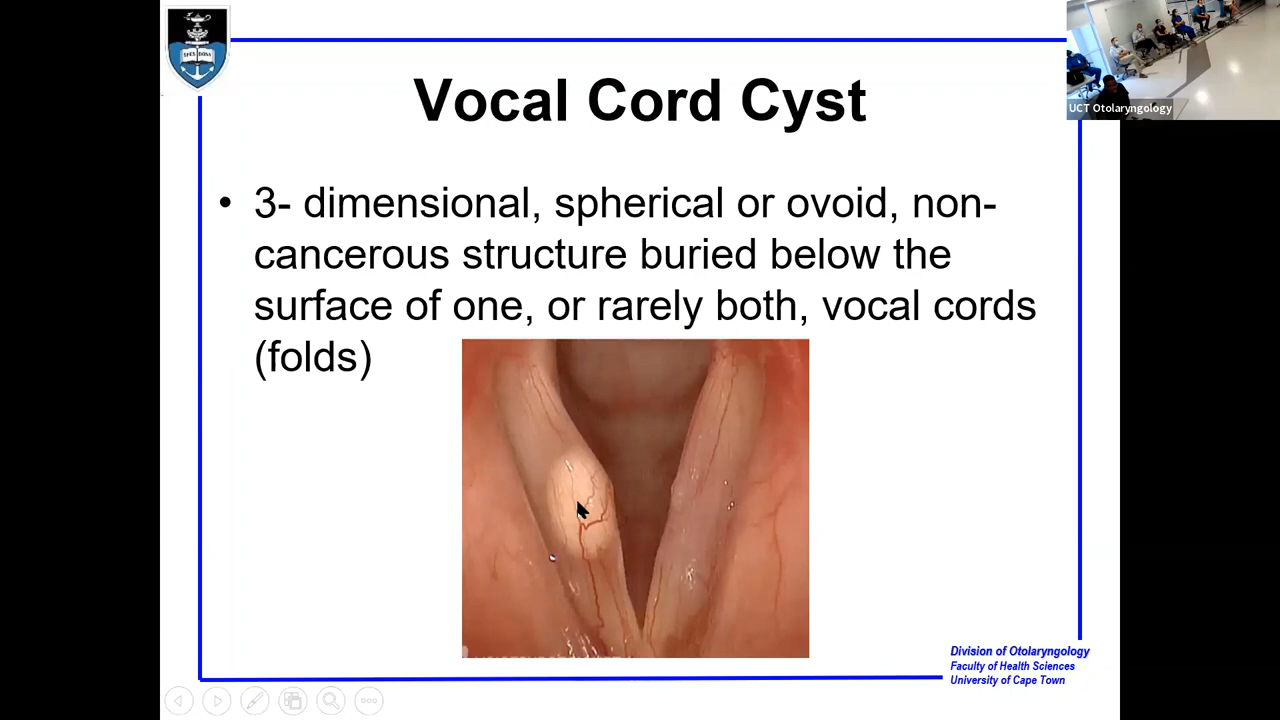 Vocal Cord Cyst
UCT Otolaryngology
• 3- dimensional, spherical or ovoid, non-
cancerous structure buried below the
surface of one, or rarely both, vocal cords
(folds)
Division of Otolaryngology
Faculty of Health Sciences
University of Cape Town